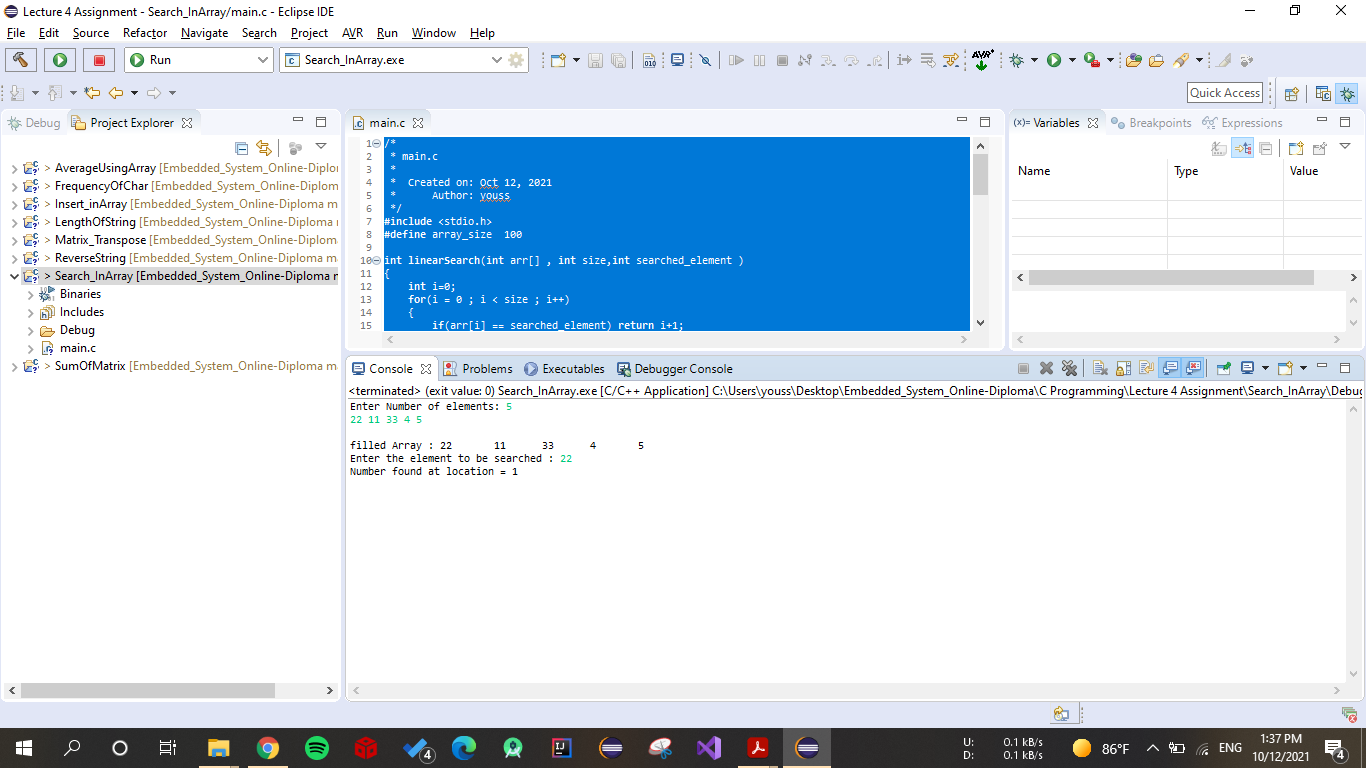 Lecture 4 Assignment - Search_InArray/main.c - Eclipse IDE
File Edit Source Refactor Navigate Search Project AVR Run Window Help
Run
Search_InArray.exe
Quick Access
Debug
Project Explorer
> AverageUsingArray [Embedded_System_Online-Diplo
> FrequencyOfChar [Embedded_System_Online-Diplom
> Insert_inArray [Embedded_System_Online-Diploma m
> LengthOfString [Embedded_System_Online-Diploma
> Matrix_Transpose [Embedded_System_Online-Diplom
> ReverseString [Embedded_System_Online-Diploma m
> Search_InArray [Embedded_System_Online-Diploma m
Binaries
Includes
Debug
main.c
> SumOfMatrix [Embedded_System_Online-Diploma ma
main.c
1 /*
2 * main.c
3 *
4 * Created on: Oct 12, 2021
5 * Author: youss
6 */
7 #include <stdio.h>
8 #define array_size 100
9
10 int linearSearch(int arr[] , int size,int searched_element )
11 {
12 int i=0;
13 for(i = 0 ; i < size ; i++)
14 {
15 if(arr[i] == searched_element) return i+1;
(x)= Variables
Breakpoints
Expressions
Name Type Value
Console Problems Executables Debugger Console
<terminated> (exit value: 0) Search_InArray.exe [C/C++ Application] C:\Users\youss\Desktop\Embedded_System_Online-Diploma\C Programming\Lecture 4 Assignment\Search_InArray\Debug
Enter Number of elements: 5
22 11 33 4 5
filled Array : 22 11 33 4 5
Enter the element to be searched : 22
Number found at location = 1
4
U: 0.1 kB/s
D: 0.1 kB/s
86°F
ENG
1:37 PM
10/12/2021
4